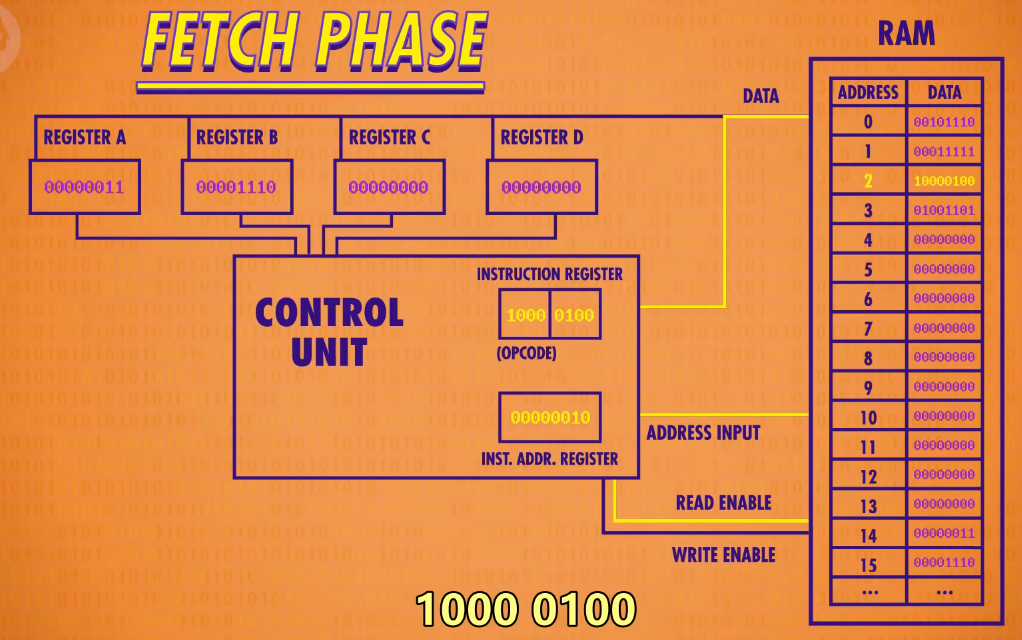 FETCH PHASE
RAM
DATA
ADDRESS DATA
0 00101110
1 00011111
2 10000100
3 01001101
4 00000000
5 00000000
6 00000000
7 00000000
8 00000000
9 00000000
10 00000000
11 00000000
12 00000000
13 00000000
14 00000011
15 00001110
... ...
REGISTER A
00000011
REGISTER B
00001110
REGISTER C
00000000
REGISTER D
00000000
CONTROL
UNIT
INSTRUCTION REGISTER
1000 0100
(OPCODE)
00000010
INST. ADDR. REGISTER
ADDRESS INPUT
READ ENABLE
WRITE ENABLE
1000 0100